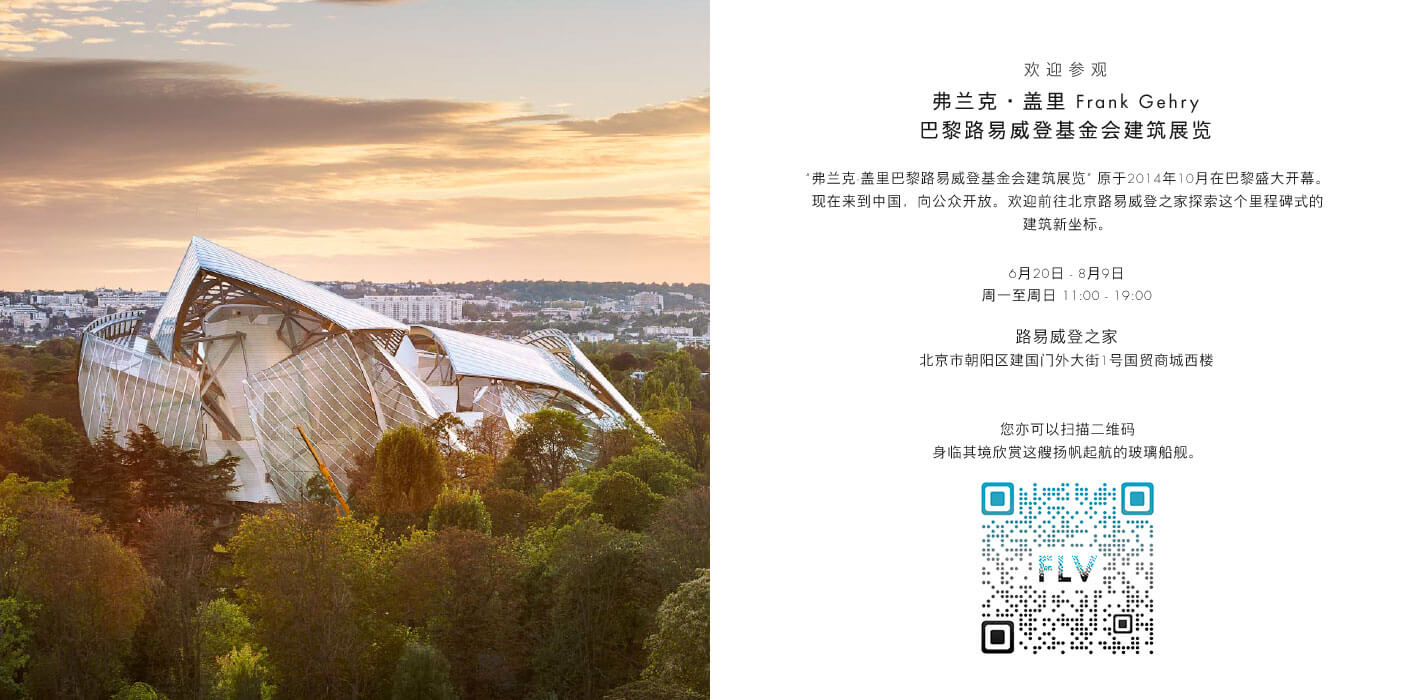 欢迎参观
弗兰克·盖里 Frank Gehry
巴黎路易威登基金会建筑展览
“弗兰克·盖里巴黎路易威登基金会建筑展览” 原于2014年10月在巴黎盛大开幕。
现在来到中国，向公众开放。欢迎前往北京路易威登之家探索这个里程碑式的
建筑新坐标。
6月20日 - 8月9日
周一至周日 11:00 - 19:00
路易威登之家
北京市朝阳区建国门外大街1号国贸商城西楼
您亦可以扫描二维码
身临其境欣赏这艘扬帆起航的玻璃船舰。
FLV